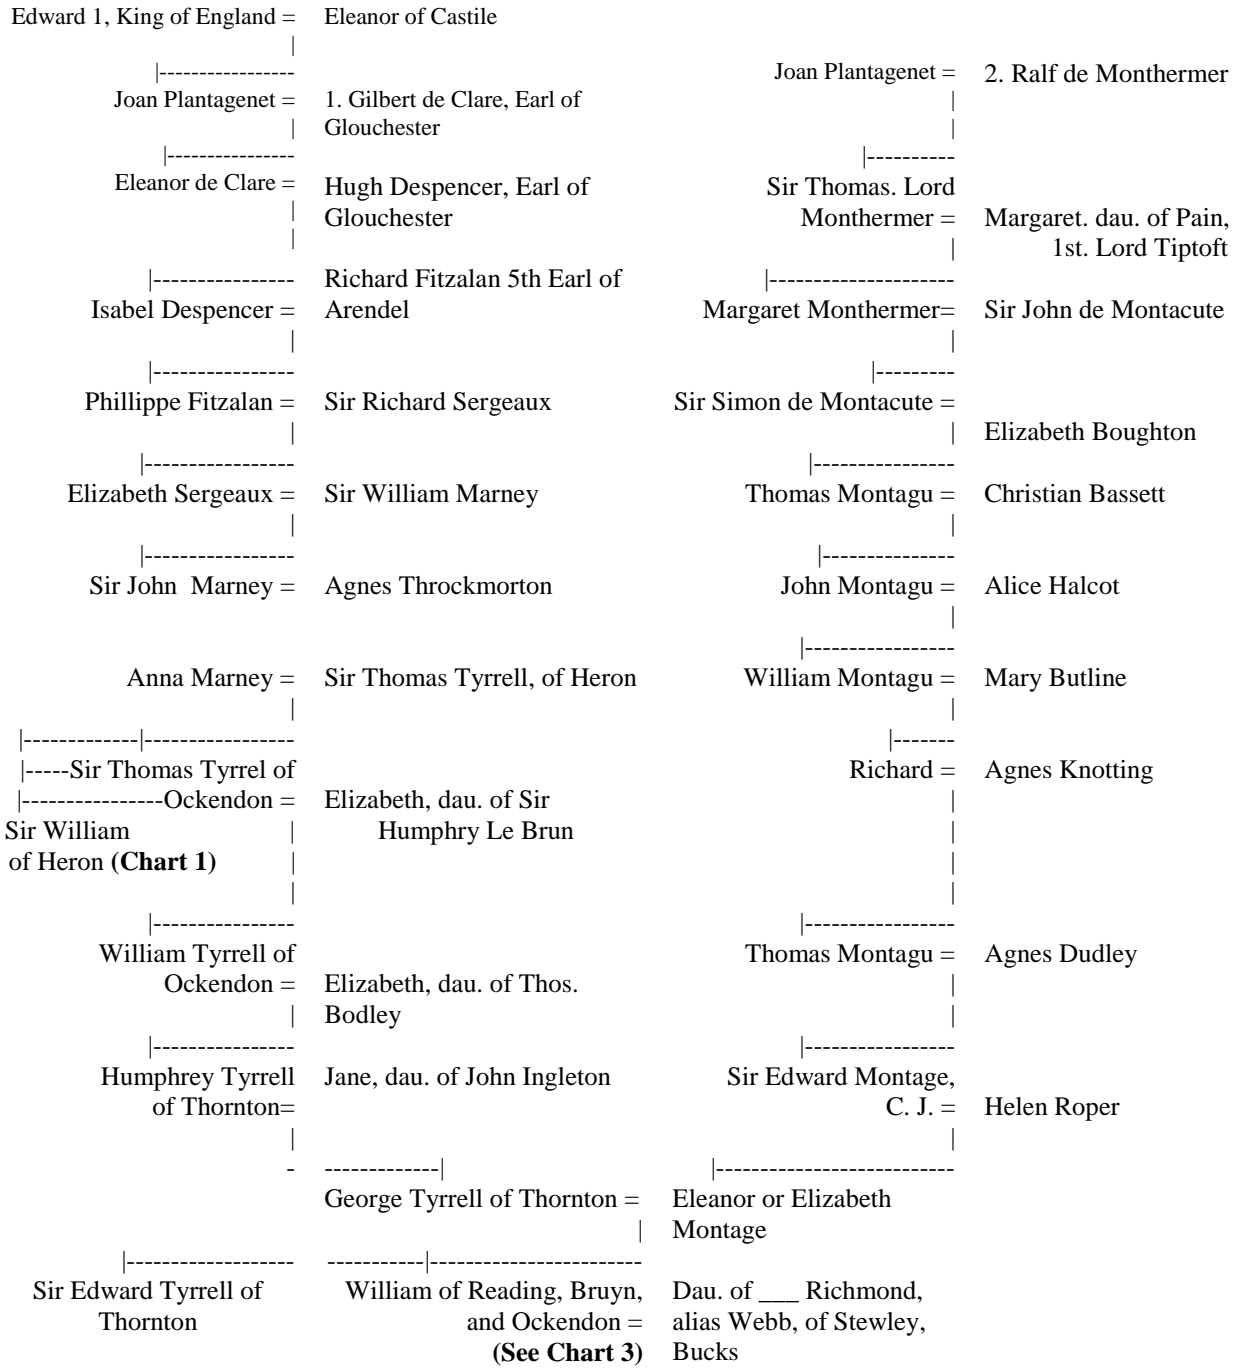 Edward 1, King of England = Eleanor of Castile
Joan Plantagenet = 2. Ralf de Monthermer
Joan Plantagenet = 1. Gilbert de Clare, Earl of
Glouchester
Eleanor de Clare = Hugh Despencer, Earl of
Glouchester
Sir Thomas. Lord
Monthermer = Margaret. dau. of Pain,
1st. Lord Tiptoft
Richard Fitzalan 5th Earl of
Isabel Despencer = Arendel
Margaret Monthermer= Sir John de Montacute
Phillippe Fitzalan = Sir Richard Sergeaux
Sir Simon de Montacute =
Elizabeth Boughton
Elizabeth Sergeaux = Sir William Marney
Thomas Montagu = Christian Bassett
Sir John Marney = Agnes Throckmorton
John Montagu = Alice Halcot
Anna Marney = Sir Thomas Tyrrell, of Heron
William Montagu = Mary Butline
Sir Thomas Tyrrel of
Ockendon = Elizabeth, dau. of Sir
Humphry Le Brun
Richard = Agnes Knotting
Sir William
of Heron (Chart 1)
William Tyrrell of
Ockendon = Elizabeth, dau. of Thos.
Bodley
Thomas Montagu = Agnes Dudley
Humphrey Tyrrell
of Thornton= Jane, dau. of John Ingleton
Sir Edward Montage,
C. J. = Helen Roper
George Tyrrell of Thornton = Eleanor or Elizabeth
Montage
Sir Edward Tyrrell of
Thornton
William of Reading, Bruyn,
and Ockendon =
(See Chart 3)
Dau. of ___ Richmond,
alias Webb, of Stewley,
Bucks